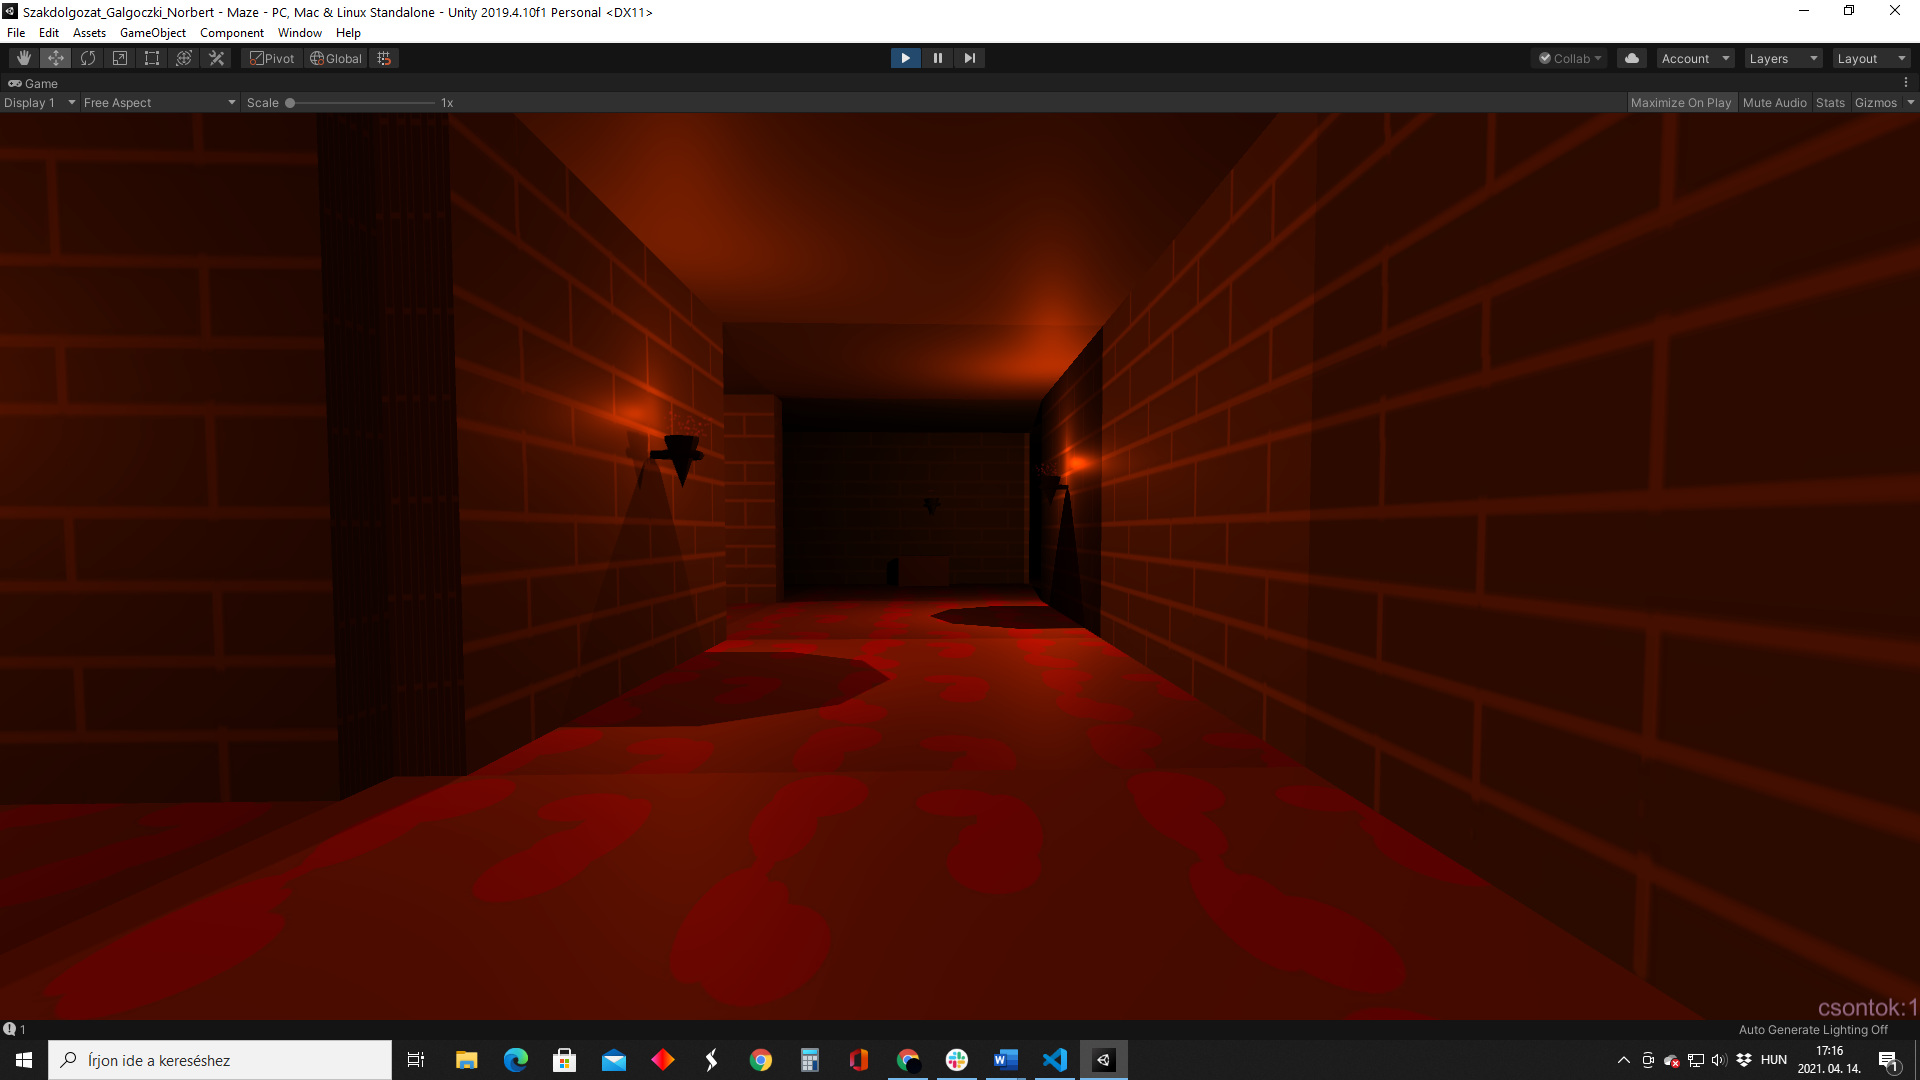 Szakdolgozat_Galgoczki_Norbert - Maze - PC, Mac & Linux Standalone - Unity 2019.4.10f1 Personal <DX11>
File Edit Assets GameObject Component Window Help
Pivot Global Collab Account Layers Layout
Game
Display 1 Free Aspect Scale 1x Maximize On Play Mute Audio Stats Gizmos
csontok:1
1 Auto Generate Lighting Off
Írjon ide a kereséshez HUN 17:16
2021. 04. 14. 1